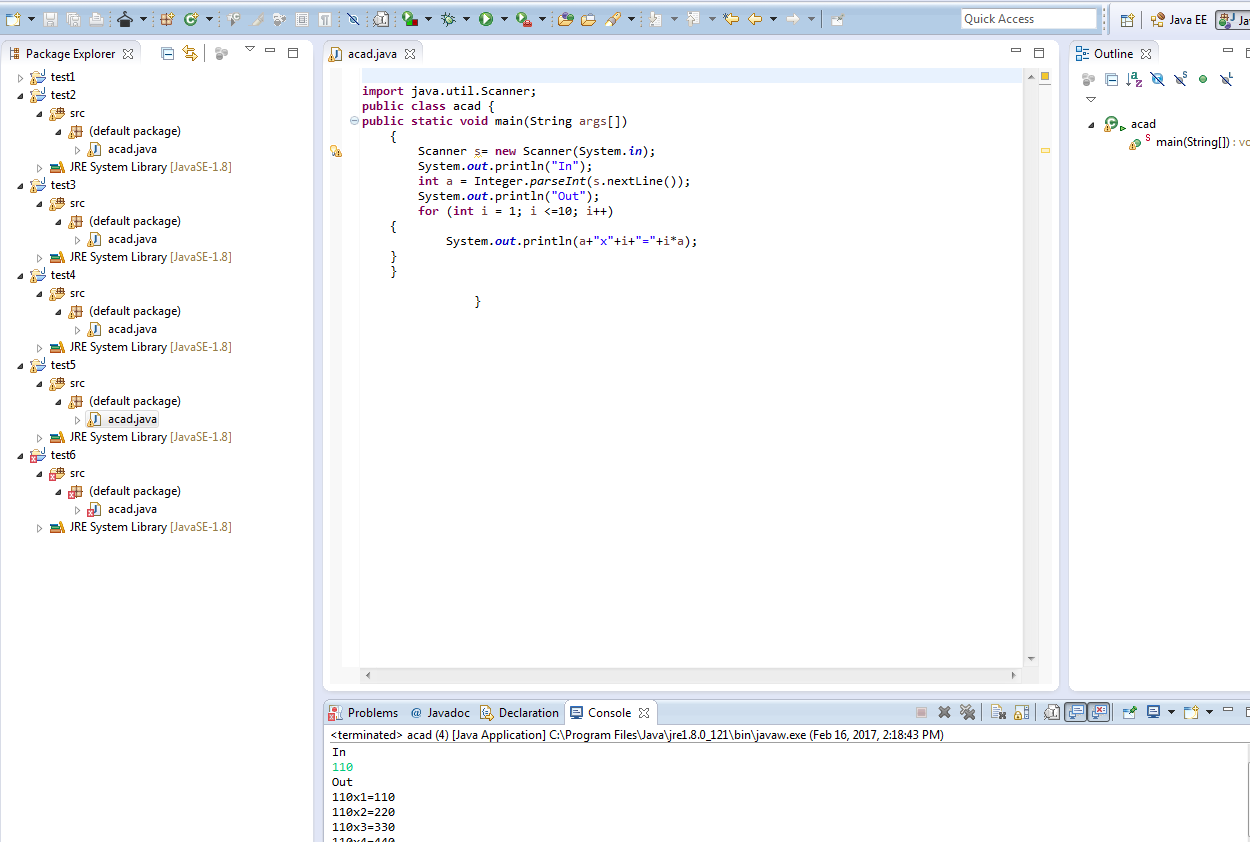 Quick Access
Java EE
Package Explorer
test1
test2
src
(default package)
acad.java
JRE System Library [JavaSE-1.8]
test3
src
(default package)
acad.java
JRE System Library [JavaSE-1.8]
test4
src
(default package)
acad.java
JRE System Library [JavaSE-1.8]
test5
src
(default package)
acad.java
JRE System Library [JavaSE-1.8]
test6
src
(default package)
acad.java
JRE System Library [JavaSE-1.8]
acad.java
import java.util.Scanner;
public class acad {
public static void main(String args[])
{
Scanner s= new Scanner(System.in);
System.out.println("In");
int a = Integer.parseInt(s.nextLine());
System.out.println("Out");
for (int i = 1; i <=10; i++)
{
System.out.println(a+"x"+i+"="+i*a);
}
}
}
Outline
acad
main(String[]) : vo
Problems
@ Javadoc
Declaration
Console
<terminated> acad (4) [Java Application] C:\Program Files\Java\jre1.8.0_121\bin\javaw.exe (Feb 16, 2017, 2:18:43 PM)
In
110
Out
110x1=110
110x2=220
110x3=330
110x4=440